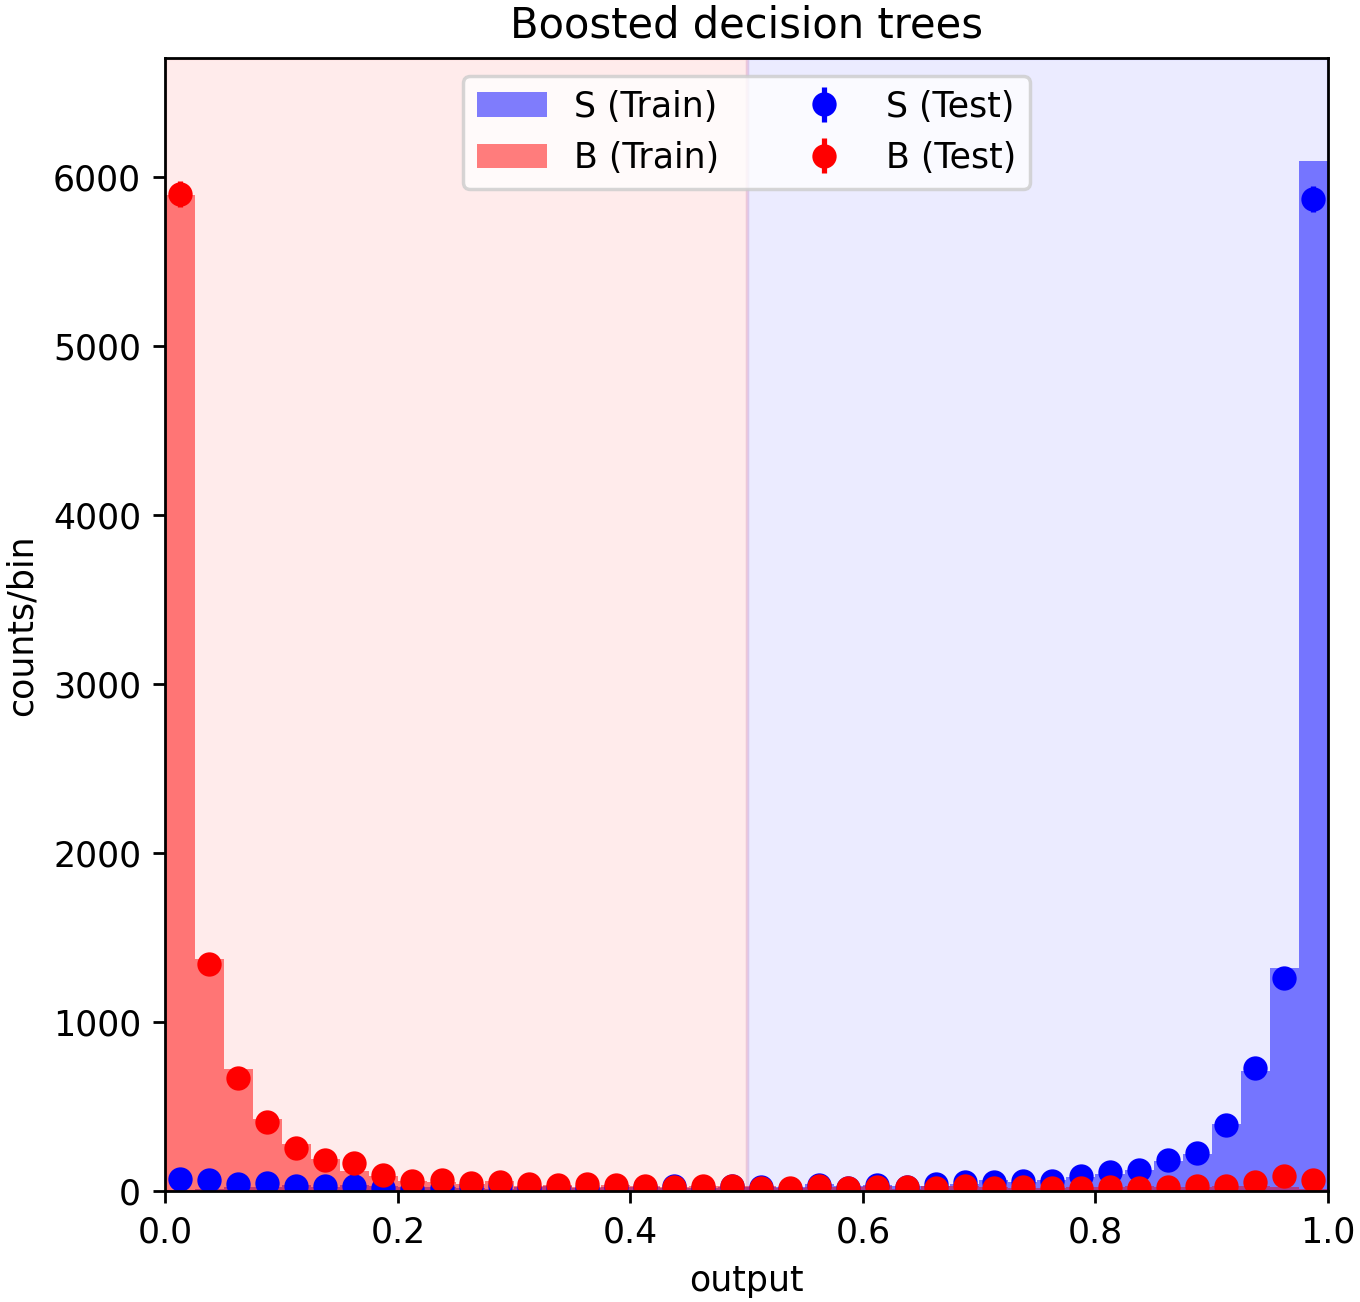 Boosted decision trees
S (Train)
B (Train)
S (Test)
B (Test)
counts/bin
6000
5000
4000
3000
2000
1000
0
0.0
0.2
0.4
0.6
0.8
1.0
output